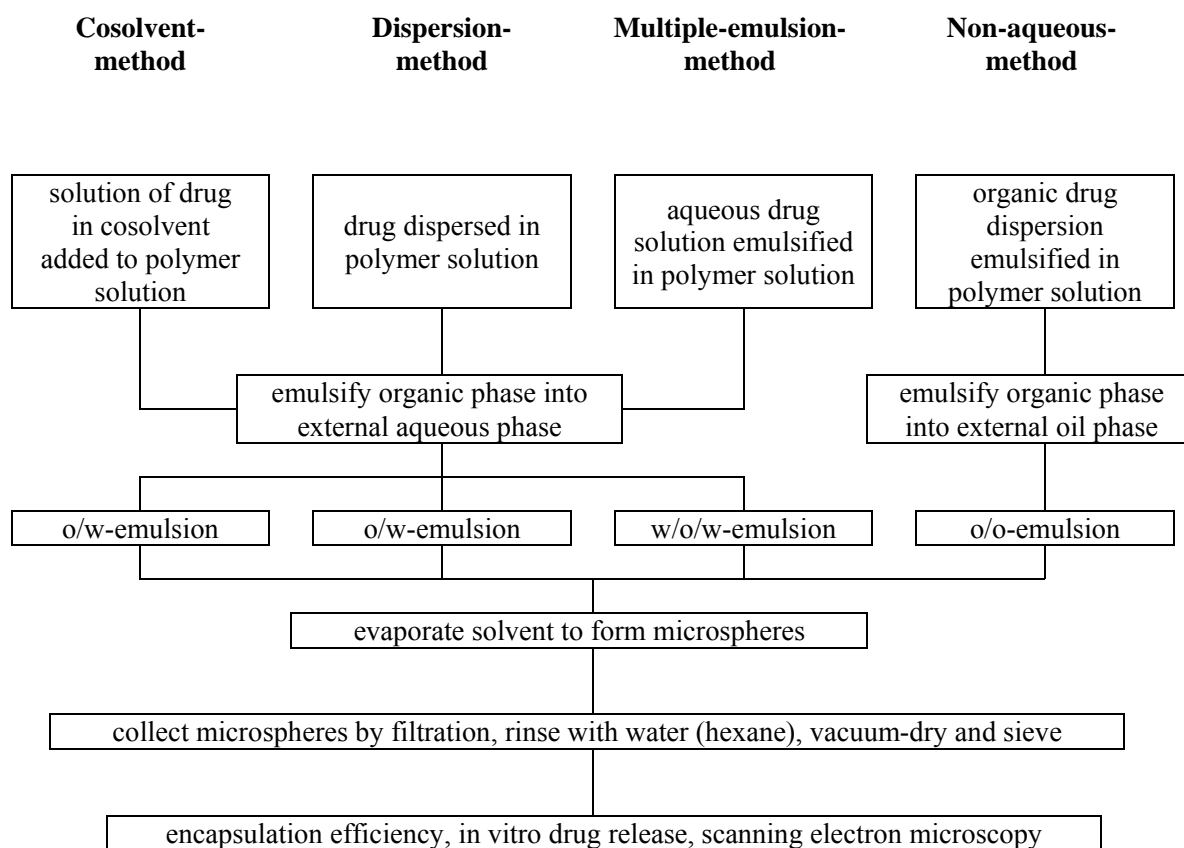 Cosolvent-
method
Dispersion-
method
Multiple-emulsion-
method
Non-aqueous-
method
solution of drug
in cosolvent
added to polymer
solution
drug dispersed in
polymer solution
aqueous drug
solution emulsified
in polymer solution
organic drug
dispersion
emulsified in
polymer solution
emulsify organic phase into
external aqueous phase
emulsify organic phase
into external oil phase
o/w-emulsion
o/w-emulsion
w/o/w-emulsion
o/o-emulsion
evaporate solvent to form microspheres
collect microspheres by filtration, rinse with water (hexane), vacuum-dry and sieve
encapsulation efficiency, in vitro drug release, scanning electron microscopy